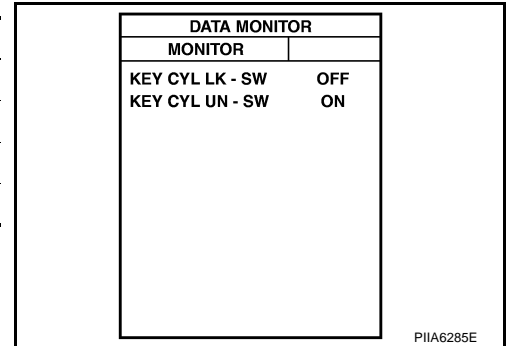 DATA MONITOR
MONITOR
KEY CYL LK - SW OFF
KEY CYL UN - SW ON
PIIA6285E